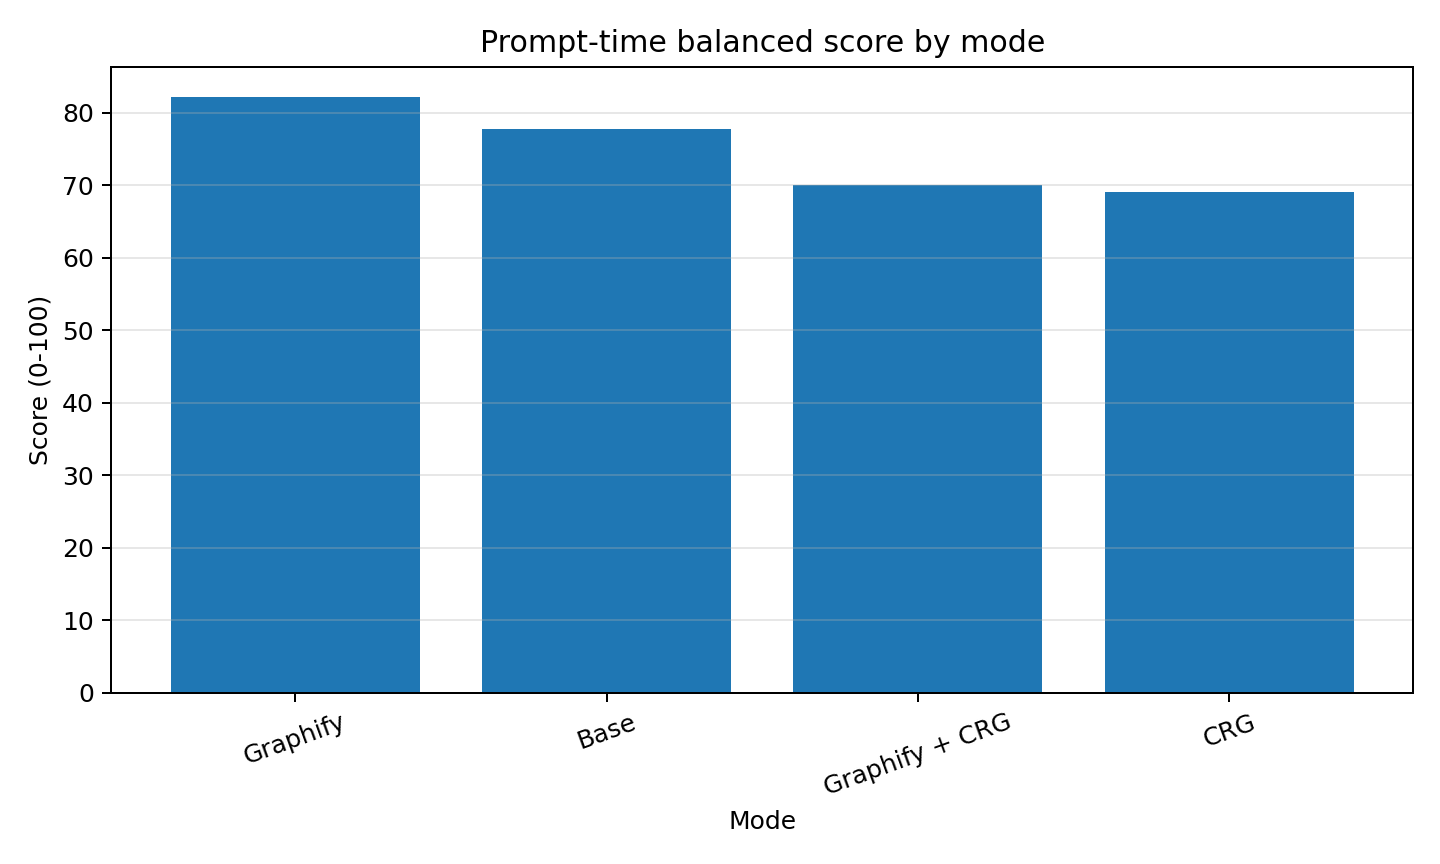 Prompt-time balanced score by mode
Score (0-100)
80
70
60
50
40
30
20
10
0
Graphify
Base
Graphify + CRG
CRG
Mode